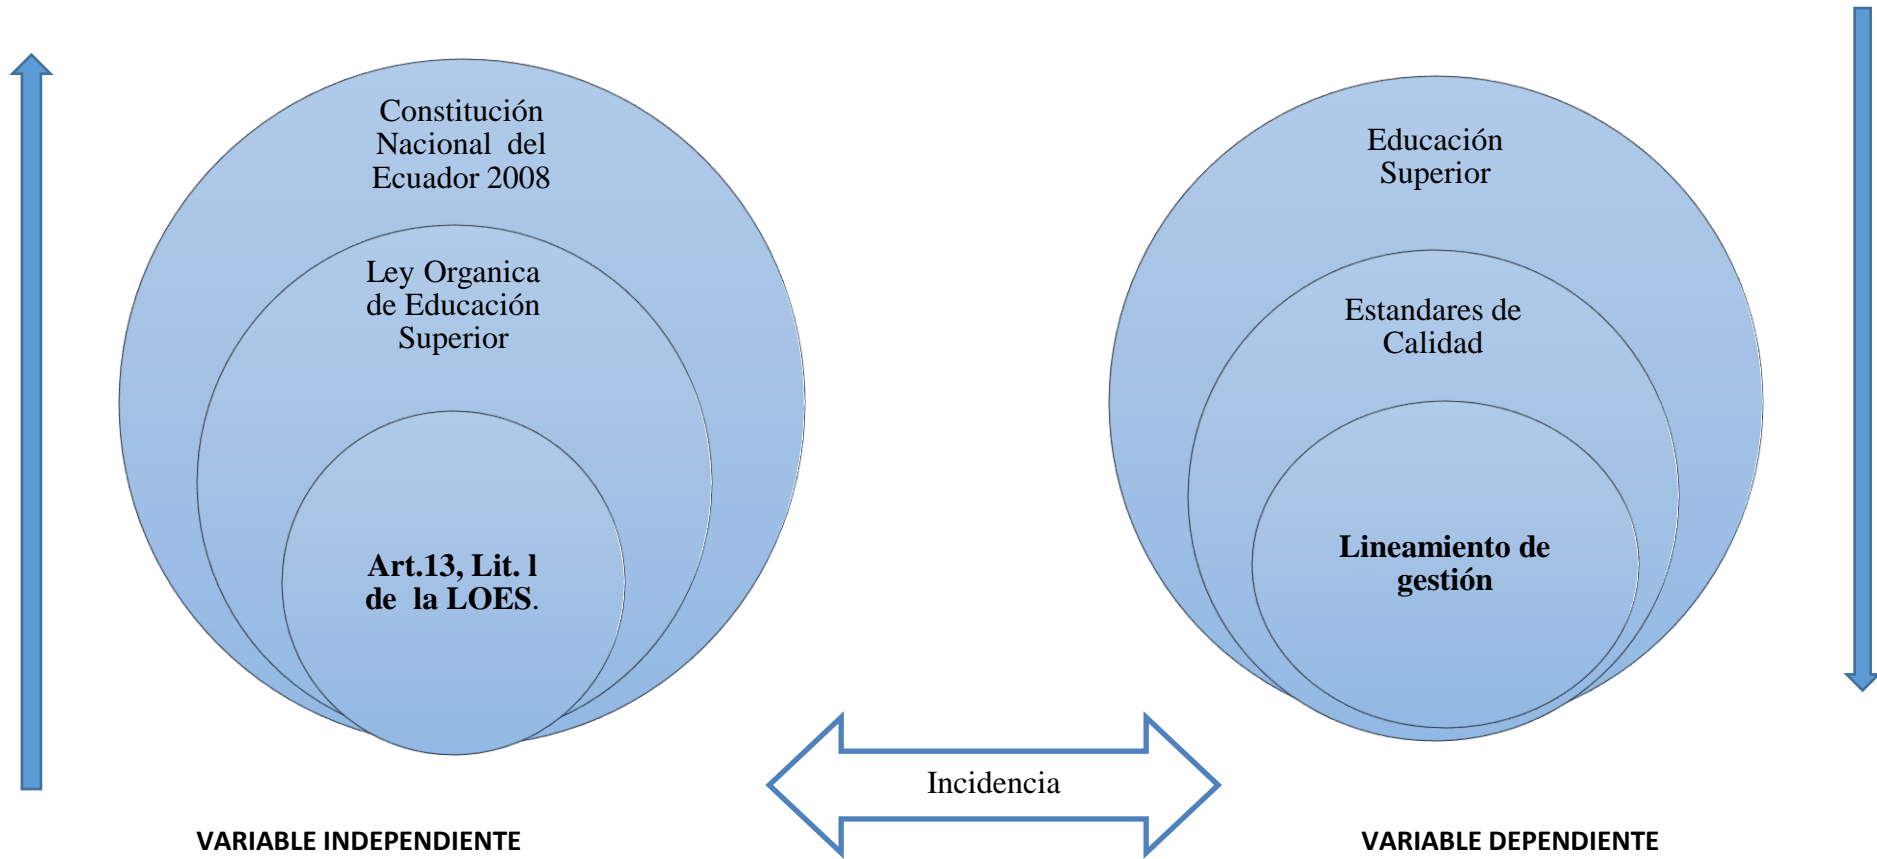 Constitución
Nacional del
Ecuador 2008
Ley Organica
de Educación
Superior
Art.13, Lit. l
de la LOES.
Educación
Superior
Estandares de
Calidad
Lineamiento de
gestión
Incidencia
VARIABLE INDEPENDIENTE
VARIABLE DEPENDIENTE